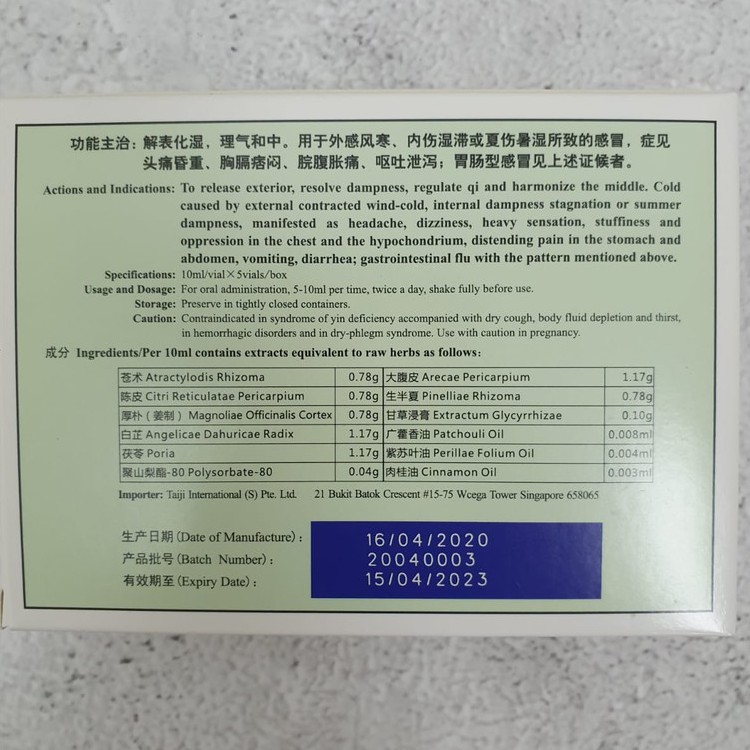 功能主治：解表化湿，理气和中。用于外感风寒、内伤湿滞或夏伤暑湿所致的感冒，症见
头痛昏重、胸膈痞闷、脘腹胀痛、呕吐泄泻；胃肠型感冒见上述证候者。
Actions and Indications: To release exterior, resolve dampness, regulate qi and harmonize the middle. Cold
caused by external contracted wind-cold, internal dampness stagnation or summer
dampness, manifested as headache, dizziness, heavy sensation, stuffiness and
oppression in the chest and the hypochondrium, distending pain in the stomach and
abdomen, vomiting, diarrhea; gastrointestinal flu with the pattern mentioned above.
Specifications: 10ml/vial×5vials/box
Usage and Dosage: For oral administration, 5-10ml per time, twice a day, shake fully before use.
Storage: Preserve in tightly closed containers.
Caution: Contraindicated in syndrome of yin deficiency accompanied with dry cough, body fluid depletion and thirst,
in hemorrhagic disorders and in dry-phlegm syndrome. Use with caution in pregnancy.
成分 Ingredients/Per 10ml contains extracts equivalent to raw herbs as follows:
苍术 Atractylodis Rhizoma 0.78g 大腹皮 Arecae Pericarpium 1.17g
陈皮 Citri Reticulatae Pericarpium 0.78g 生半夏 Pinelliae Rhizoma 0.78g
厚朴（姜制）Magnoliae Officinalis Cortex 0.78g 甘草浸膏 Extractum Glycyrrhizae 0.10g
白芷 Angelicae Dahuricae Radix 1.17g 广藿香油 Patchouli Oil 0.008ml
茯苓 Poria 1.17g 紫苏叶油 Perillae Folium Oil 0.004ml
聚山梨酯-80 Polysorbate-80 0.04g 肉桂油 Cinnamon Oil 0.003ml
Importer: Taiji International (S) Pte. Ltd. 21 Bukit Batok Crescent #15-75 Wcega Tower Singapore 658065
生产日期(Date of Manufacture): 16/04/2020
产品批号(Batch Number): 20040003
有效期至(Expiry Date): 15/04/2023